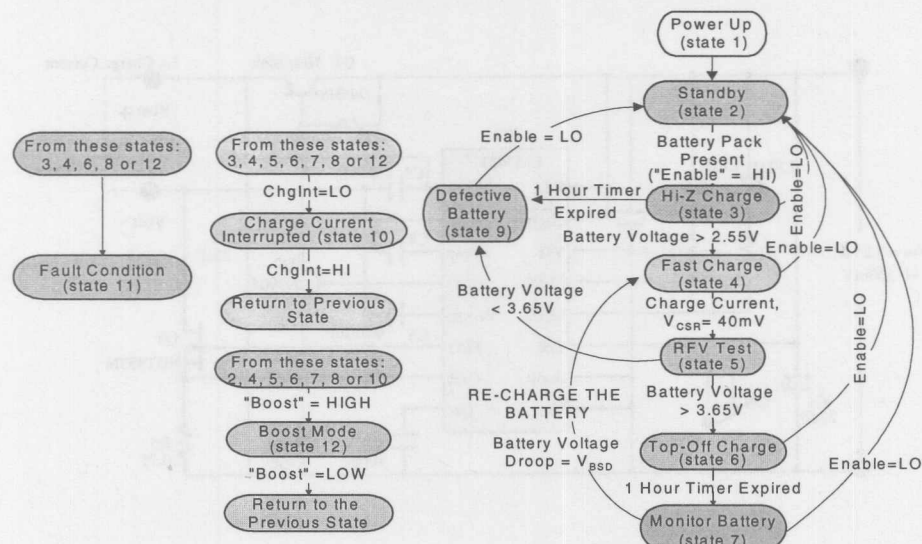 Power Up
(state 1)
Standby
(state 2)
Enable = LO
Battery Pack
Present
("Enable" = HI)
Enable=LO
From these states:
3, 4, 6, 8 or 12
From these states:
3, 4, 5, 6, 7, 8 or 12
ChgInt=LO
Defective
Battery
(state 9)
1 Hour Timer
Expired
Hi-Z Charge
(state 3)
Charge Current
Interrupted (state 10)
Battery Voltage > 2.55V
Enable=LO
Fault Condition
(state 11)
ChgInt=HI
Fast Charge
(state 4)
Return to Previous
State
Battery Voltage
< 3.65V
Charge Current,
VCSR= 40mV
RFV Test
(state 5)
Enable=LO
From these states:
2, 4, 5, 6, 7, 8 or 10
"Boost" = HIGH
RE-CHARGE THE
BATTERY
Battery Voltage
> 3.65V
Boost Mode
(state 12)
Battery Voltage
Droop = VBSD
Top-Off Charge
(state 6)
Enable=LO
"Boost" =LOW
1 Hour Timer Expired
Return to the
Previous State
Monitor Battery
(state 7)